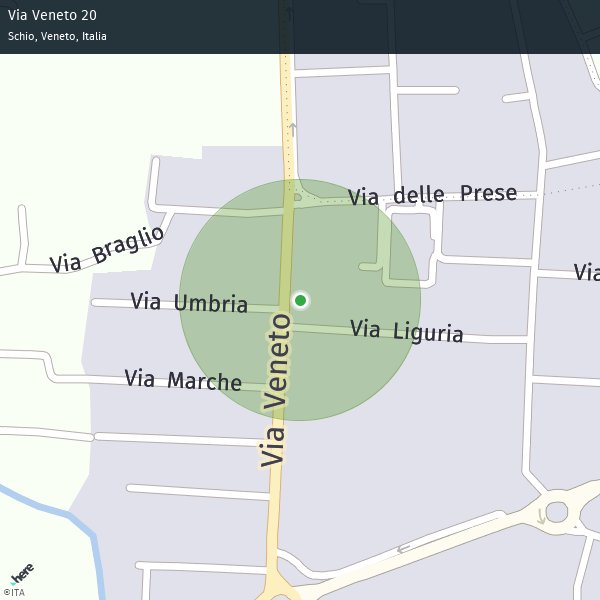 Via Veneto 20
Schio, Veneto, Italia
Via delle Prese
Via Braglio
Via
Via Umbria
Via Liguria
Via Veneto
Via Marche
here
©ITA